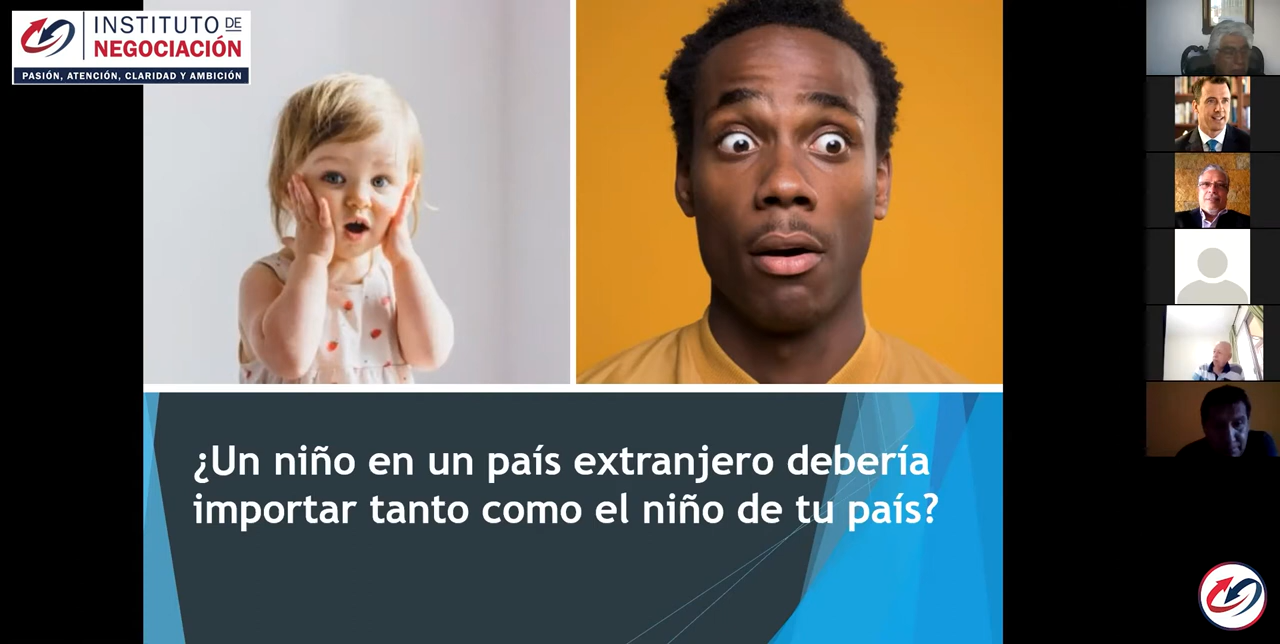 INSTITUTO DE
NEGOCIACIÓN
PASIÓN, ATENCIÓN, CLARIDAD Y AMBICIÓN
¿Un niño en un país extranjero debería
importar tanto como el niño de tu país?